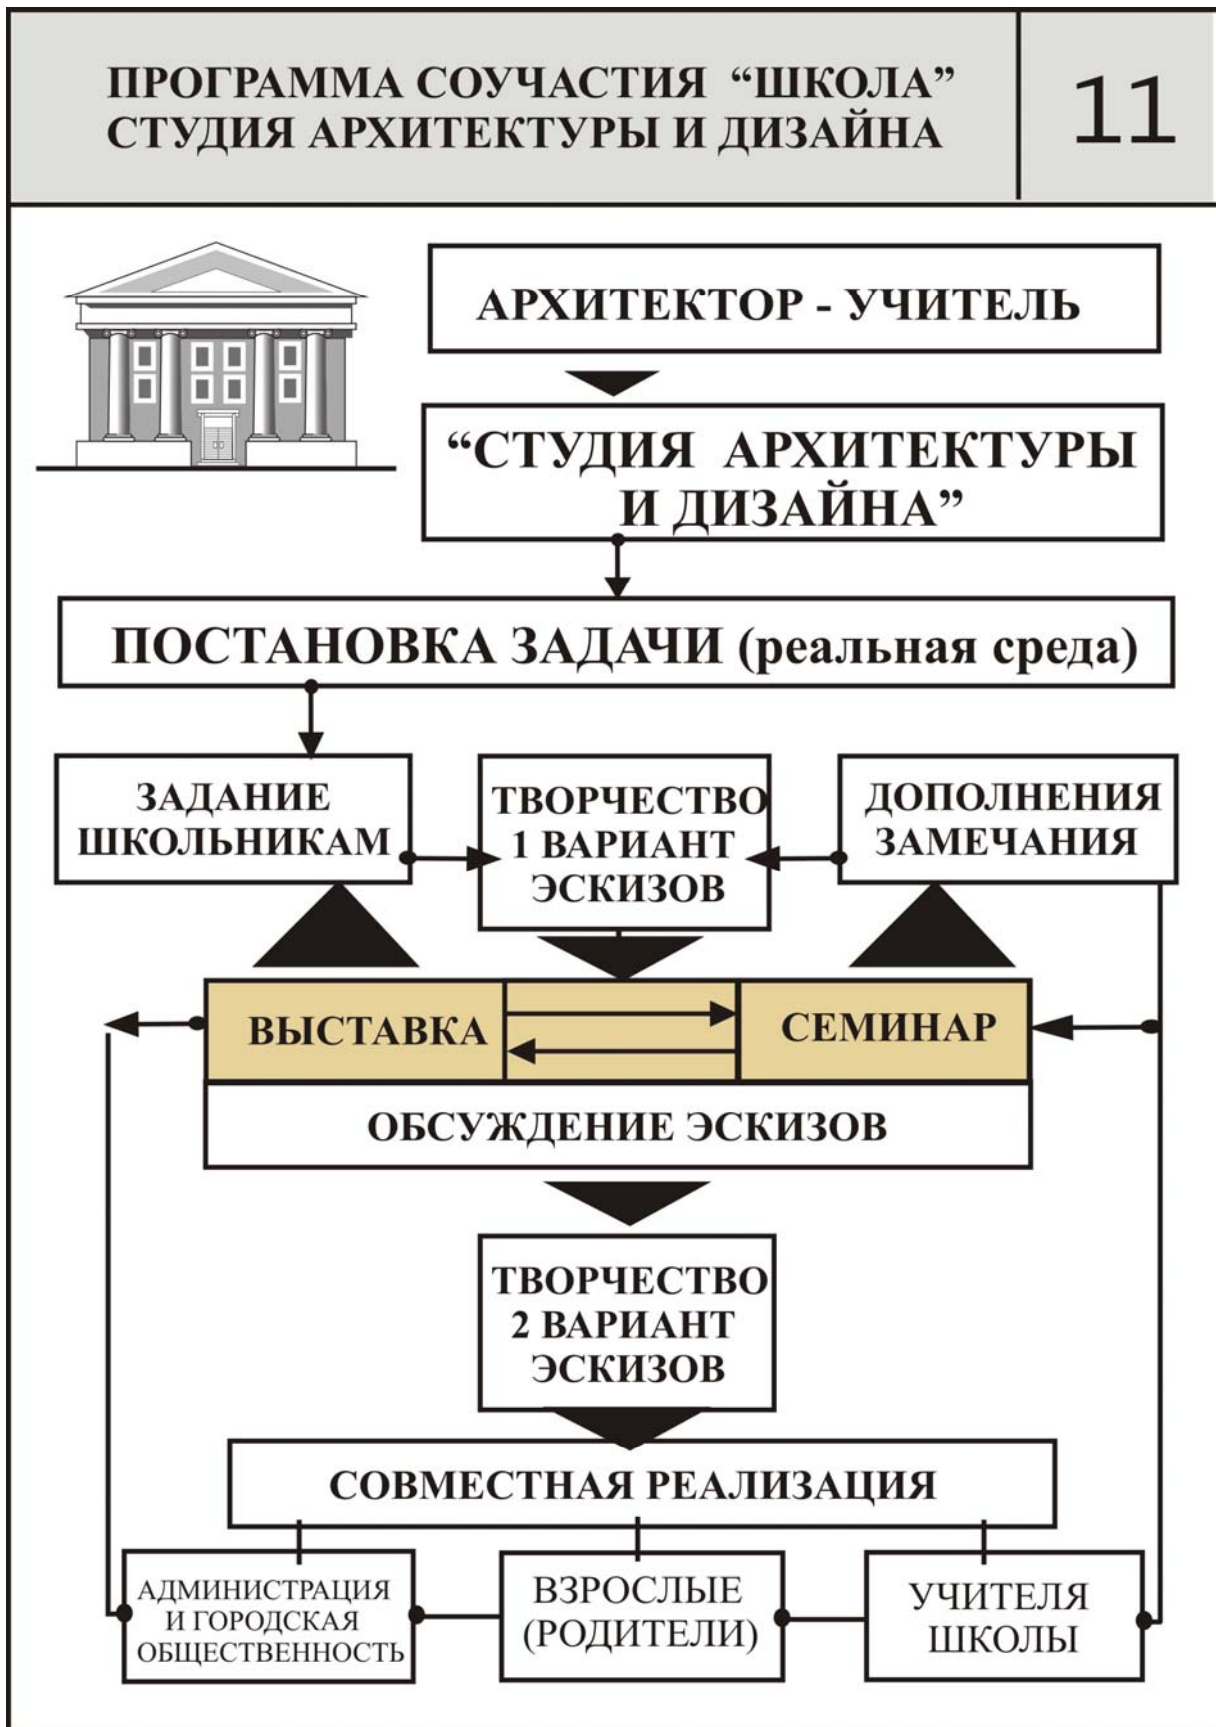 ПРОГРАММА СОУЧАСТИЯ “ШКОЛА”
СТУДИЯ АРХИТЕКТУРЫ И ДИЗАЙНА
11
АРХИТЕКТОР - УЧИТЕЛЬ
“СТУДИЯ АРХИТЕКТУРЫ
И ДИЗАЙНА”
ПОСТАНОВКА ЗАДАЧИ (реальная среда)
ЗАДАНИЕ
ШКОЛЬНИКАМ
ТВОРЧЕСТВО
1 ВАРИАНТ
ЭСКИЗОВ
ДОПОЛНЕНИЯ
ЗАМЕЧАНИЯ
ВЫСТАВКА
СЕМИНАР
ОБСУЖДЕНИЕ ЭСКИЗОВ
ТВОРЧЕСТВО
2 ВАРИАНТ
ЭСКИЗОВ
СОВМЕСТНАЯ РЕАЛИЗАЦИЯ
АДМИНИСТРАЦИЯ
И ГОРОДСКАЯ
ОБЩЕСТВЕННОСТЬ
ВЗРОСЛЫЕ
(РОДИТЕЛИ)
УЧИТЕЛЯ
ШКОЛЫ